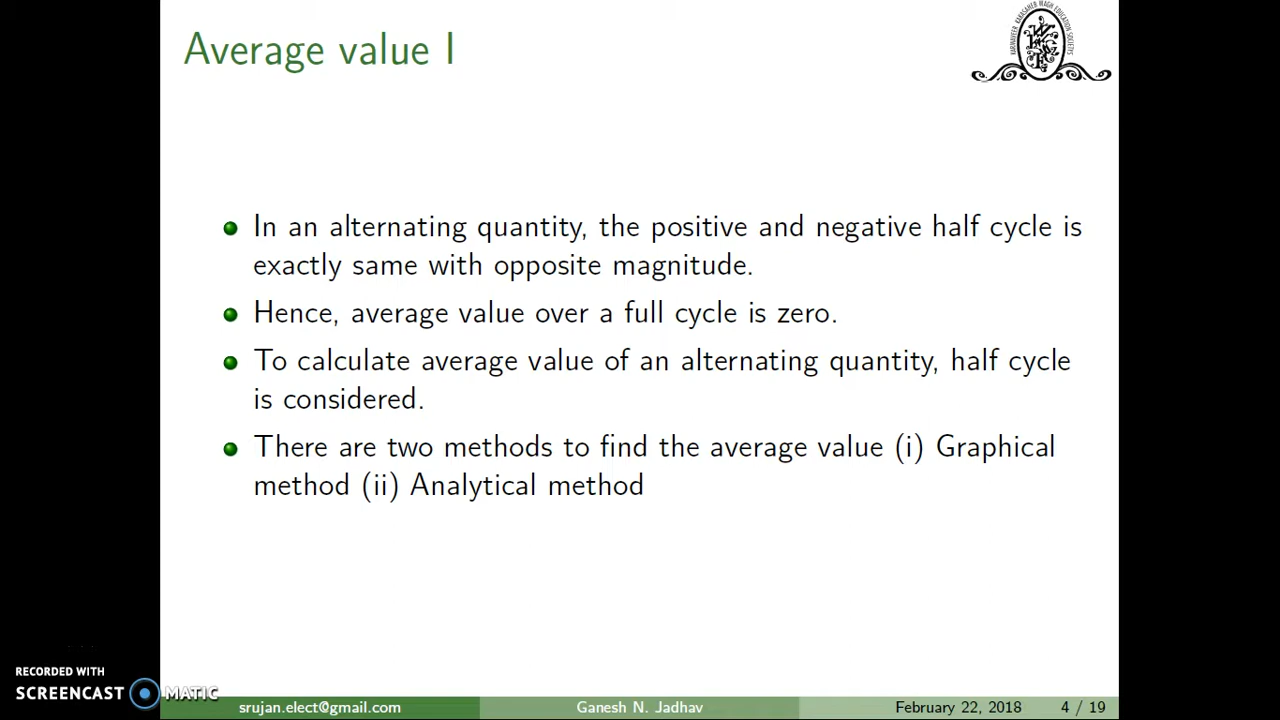 Average value I
In an alternating quantity, the positive and negative half cycle is
exactly same with opposite magnitude.
Hence, average value over a full cycle is zero.
To calculate average value of an alternating quantity, half cycle
is considered.
There are two methods to find the average value (i) Graphical
method (ii) Analytical method
RECORDED WITH
SCREENCAST MATIC
srujan.elect@gmail.com Ganesh N. Jadhav February 22, 2018 4 / 19